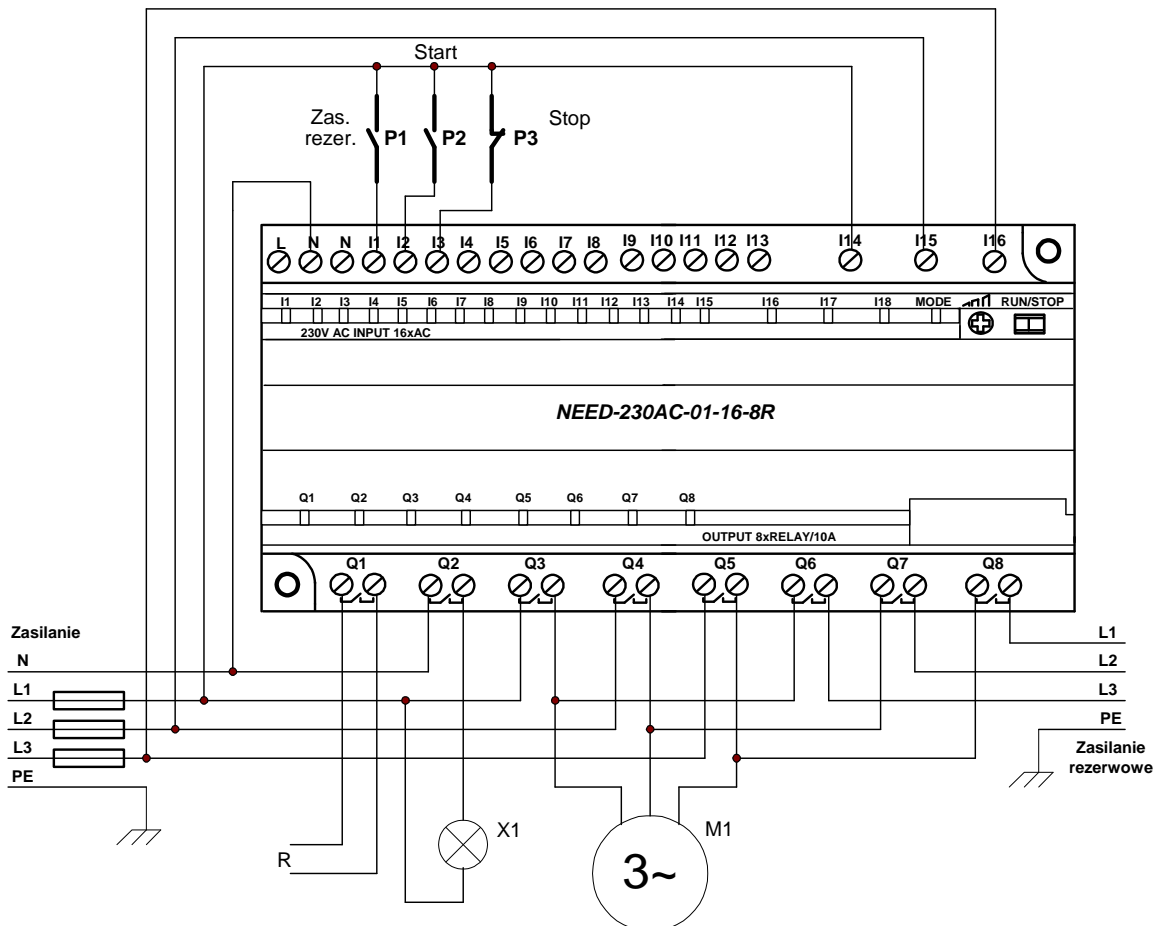 Start
Zas.
rezer.
P1
P2
P3
Stop
L N N I1 I2 I3 I4 I5 I6 I7 I8 I9 I10 I11 I12 I13 I14 I15 I16
I1 I2 I3 I4 I5 I6 I7 I8 I9 I10 I11 I12 I13 I14 I15 I16 I17 I18 MODE RUN/STOP
230V AC INPUT 16xAC
NEED-230AC-01-16-8R
Q1 Q2 Q3 Q4 Q5 Q6 Q7 Q8
OUTPUT 8xRELAY/10A
Q1 Q2 Q3 Q4 Q5 Q6 Q7 Q8
Zasilanie
N
L1
L2
L3
PE
L1
L2
L3
PE
Zasilanie
rezerwowe
R
X1
M1
3~